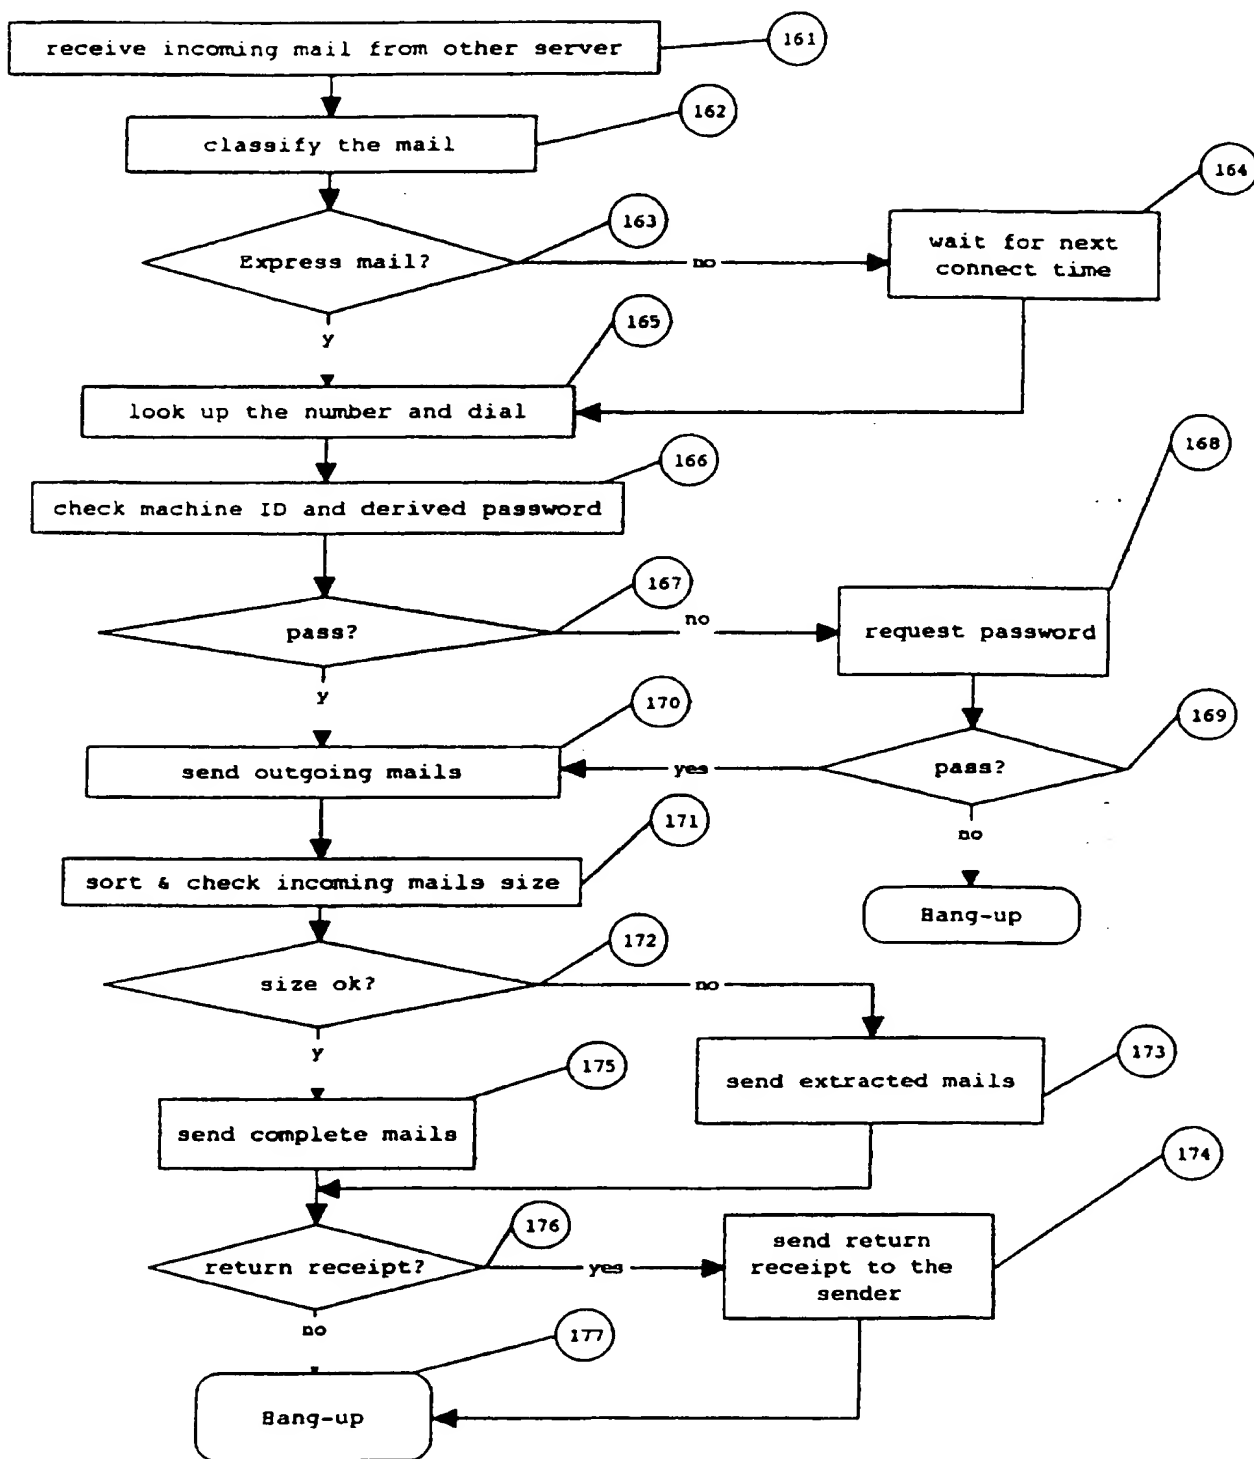 receive incoming mail from other server
161
classify the mail
162
Express mail?
163
no
wait for next
connect time
164
y
165
look up the number and dial
166
check machine ID and derived password
167
pass?
no
168
request password
y
170
send outgoing mails
yes
pass?
169
no
171
sort & check incoming mails size
Hang-up
172
size ok?
no
y
175
send extracted mails
173
send complete mails
174
176
return receipt?
yes
send return
receipt to the
sender
no
177
Hang-up